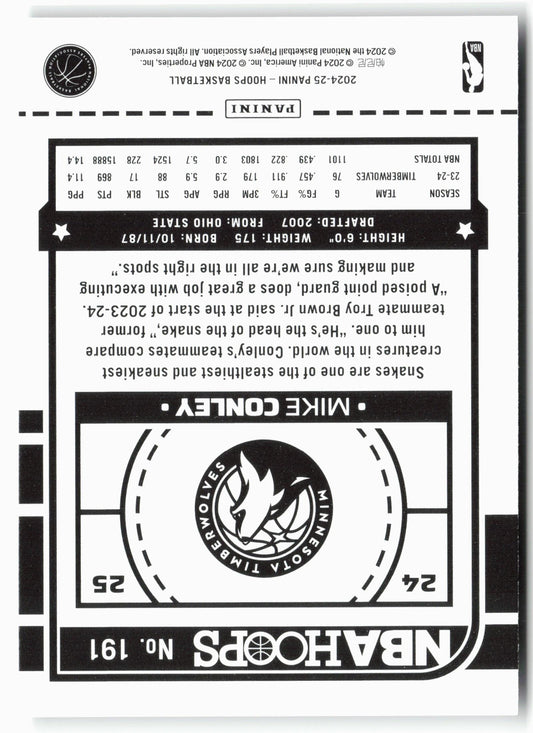 NBA HOOPS No. 191
24 25
MINNESOTA TIMBERWOLVES
• MIKE CONLEY •
Snakes are one of the stealthiest and sneakiest
creatures in the world. Conley's teammates compare
him to one. “He's the head of the snake,” former
teammate Troy Brown Jr. said at the start of 2023-24.
“A poised point guard, does a great job with executing
and making sure we're all in the right spots.”
HEIGHT: 6'0" WEIGHT: 175 BORN: 10/11/87
DRAFTED: 2007 FROM: OHIO STATE
SEASON TEAM G FG% FT% 3PM RPG APG STL BLK PTS PPG
23-24 TIMBERWOLVES 76 .457 .911 179 2.9 5.9 88 17 869 11.4
NBA TOTALS 1101 .439 .822 1803 3.0 5.7 1524 228 15888 14.4
PANINI
2024-25 PANINI – HOOPS BASKETBALL
© 2024 Panini America, Inc. © 2024 NBA Properties, Inc.
© 2024 the National Basketball Players Association. All rights reserved.
NBA